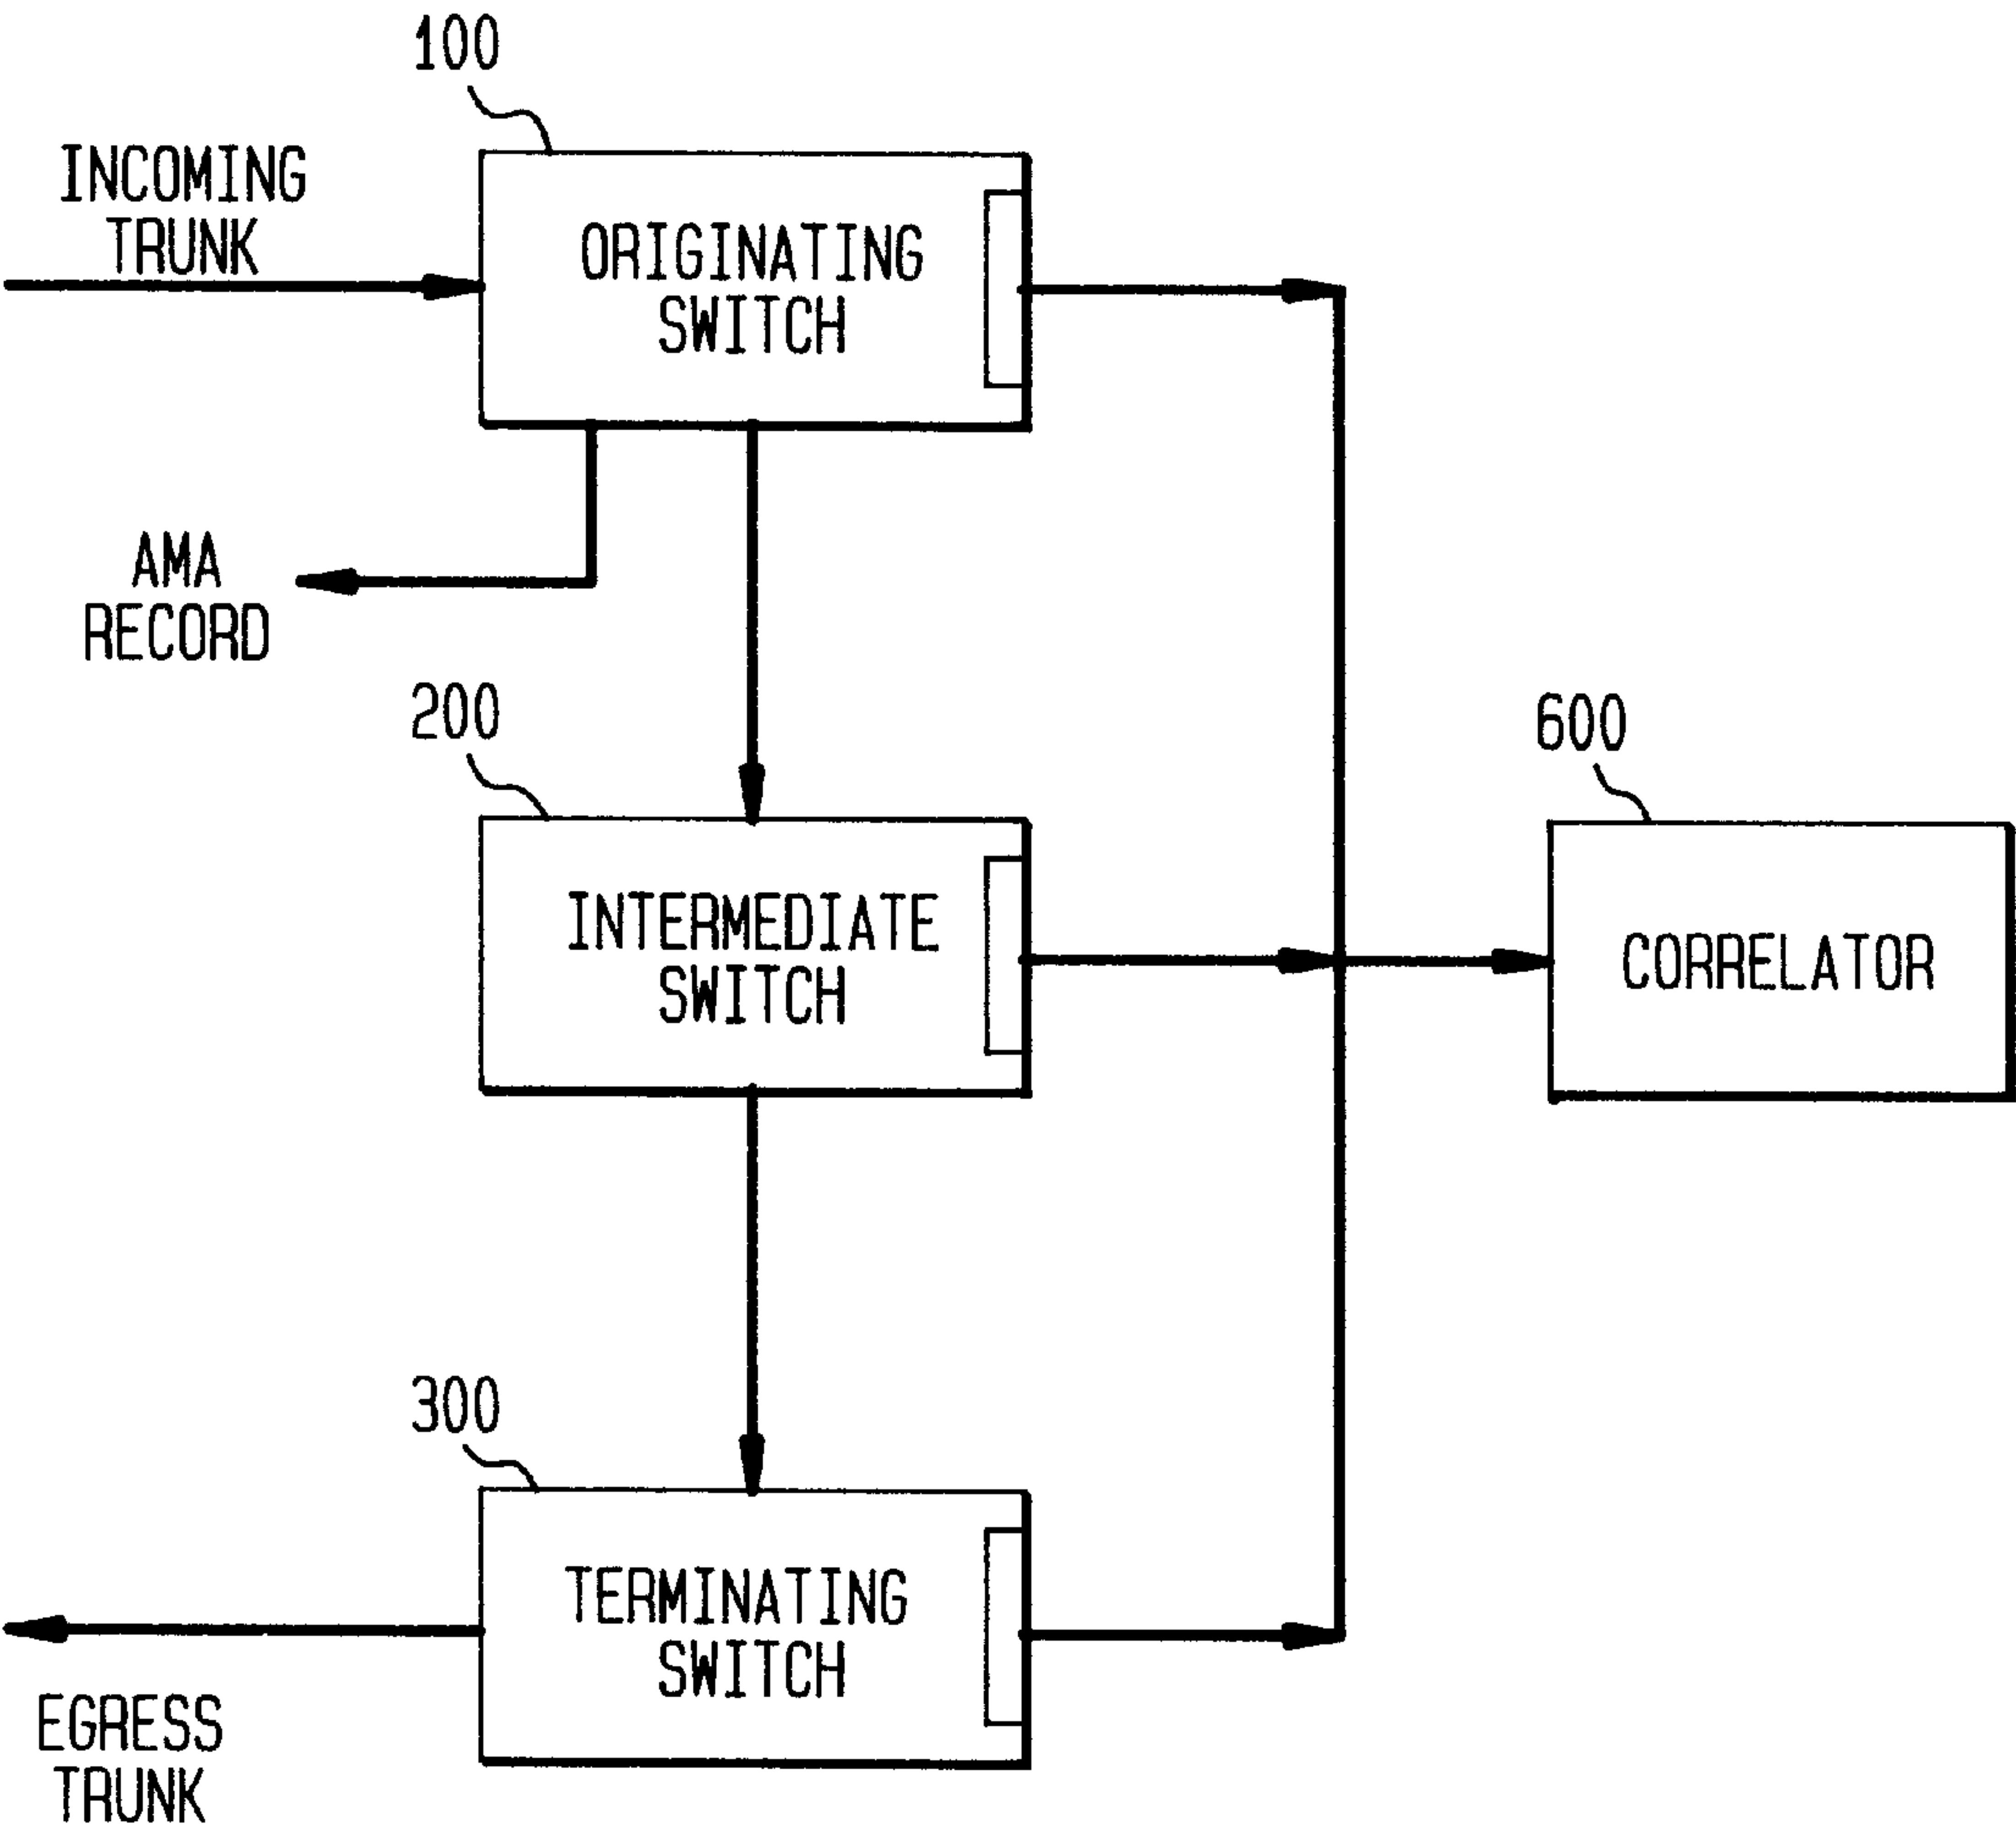 100
INCOMING
TRUNK
ORIGINATING
SWITCH
AMA
RECORD
200
600
INTERMEDIATE
SWITCH
CORRELATOR
300
TERMINATING
SWITCH
EGRESS
TRUNK